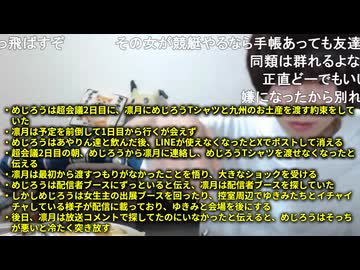 っ飛ばすぞ
その女が競艇やるなら手帳あっても友達
同類は群れるよな
正直どーでもいい
嫌になったから別れ
・めじろうは超会議2日目に、凛月にめじろうTシャツと九州のお土産を渡す約束をして
いた
・凛月は予定を前倒しして1日目から行くが会えず
・めじろうはあやりん達と飲んだ後、LINEが使えなくなったとXでポストして消える
・超会議2日目の朝、めじろうから凛月に連絡し、めじろうTシャツを渡せなくなったと
伝える
・凛月は最初から渡すつもりがなかったことを悟り、大きなショックを受ける
・めじろうは配信者ブースにずっといると伝え、凛月は配信者ブースを探していた
・しかしめじろうは女生主の出展ブースを回ったり、控室周辺でゆきみたちとイチャイ
チャしている様子が配信に載っており、ゆきみと会場を後にする
・後日、凛月は放送コメントで探してたのにいなかったと伝えると、めじろうはそっち
が悪いと冷たく突き放す